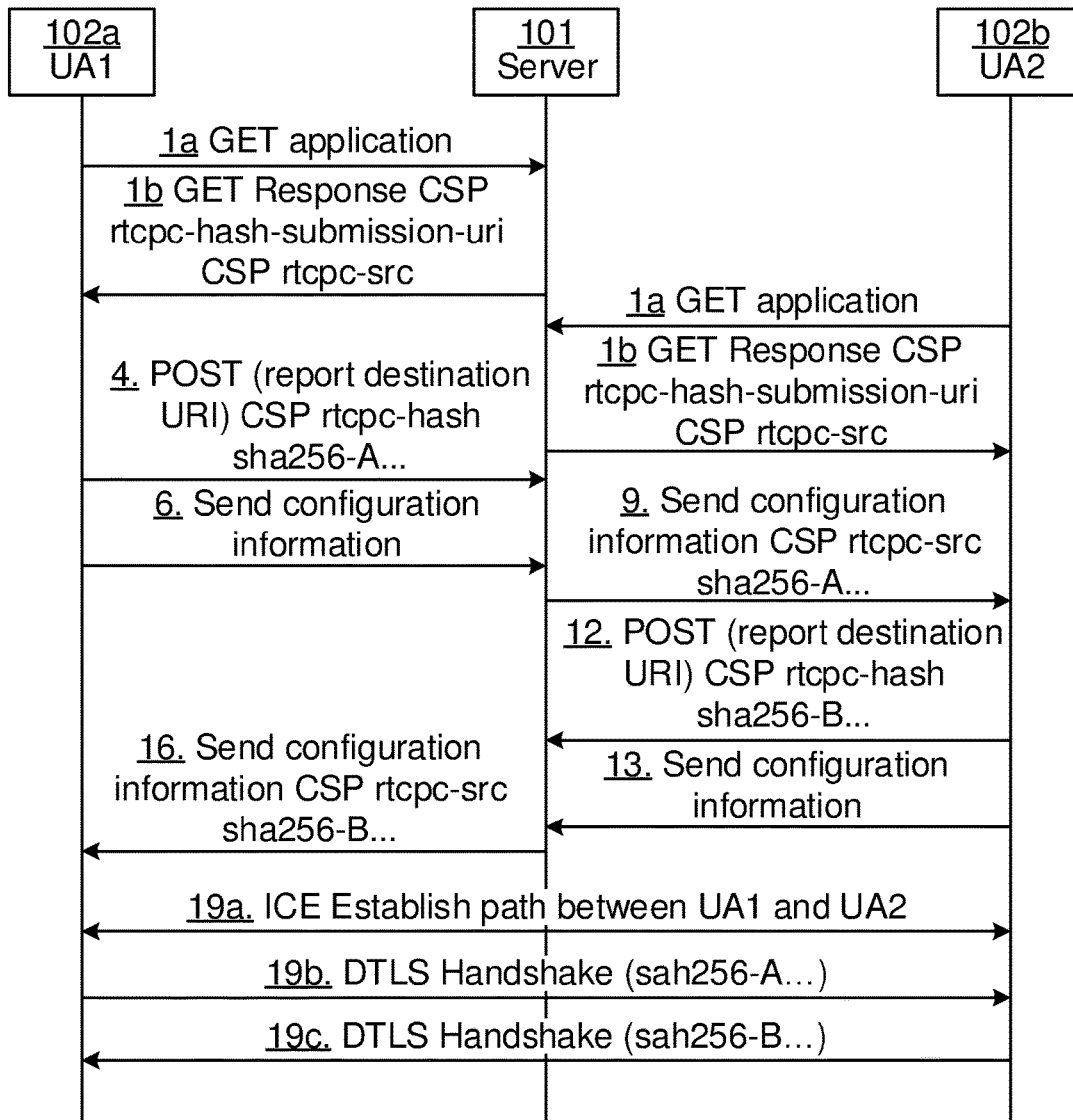 102a
UA1
101
Server
102b
UA2
1a GET application
1b GET Response CSP
rtcpc-hash-submission-uri
CSP rtcpc-src
1a GET application
1b GET Response CSP
rtcpc-hash-submission-uri
CSP rtcpc-src
4. POST (report destination
URI) CSP rtcpc-hash
sha256-A...
6. Send configuration
information
9. Send configuration
information CSP rtcpc-src
sha256-A...
12. POST (report destination
URI) CSP rtcpc-hash
sha256-B...
13. Send configuration
information
16. Send configuration
information CSP rtcpc-src
sha256-B...
19a. ICE Establish path between UA1 and UA2
19b. DTLS Handshake (sah256-A...)
19c. DTLS Handshake (sah256-B...)